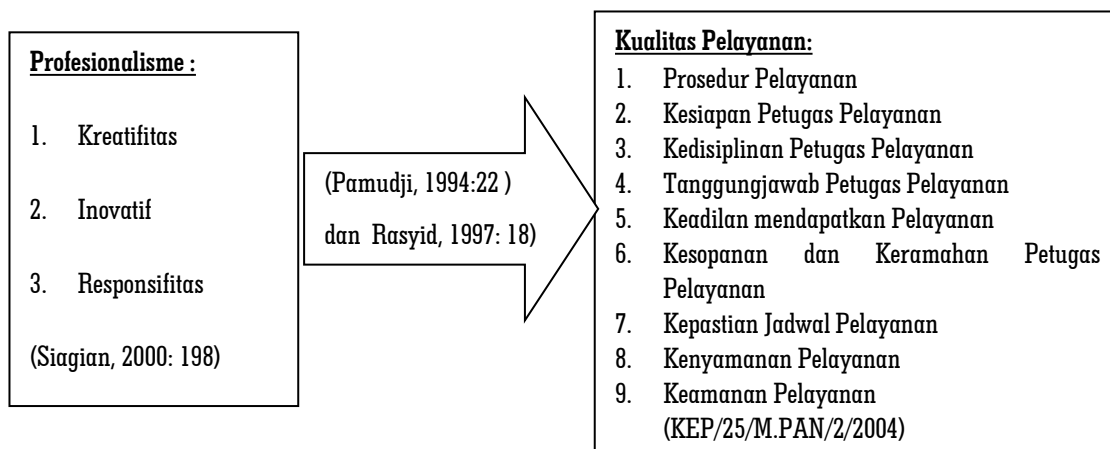 Profesionalisme :
1. Kreatifitas
2. Inovatif
3. Responsifitas
(Siagian, 2000: 198)
(Pamudji, 1994:22 )
dan Rasyid, 1997: 18)
Kualitas Pelayanan:
1. Prosedur Pelayanan
2. Kesiapan Petugas Pelayanan
3. Kedisiplinan Petugas Pelayanan
4. Tanggungjawab Petugas Pelayanan
5. Keadilan mendapatkan Pelayanan
6. Kesopanan dan Keramahan Petugas
Pelayanan
7. Kepastian Jadwal Pelayanan
8. Kenyamanan Pelayanan
9. Keamanan Pelayanan
(KEP/25/M.PAN/2/2004)